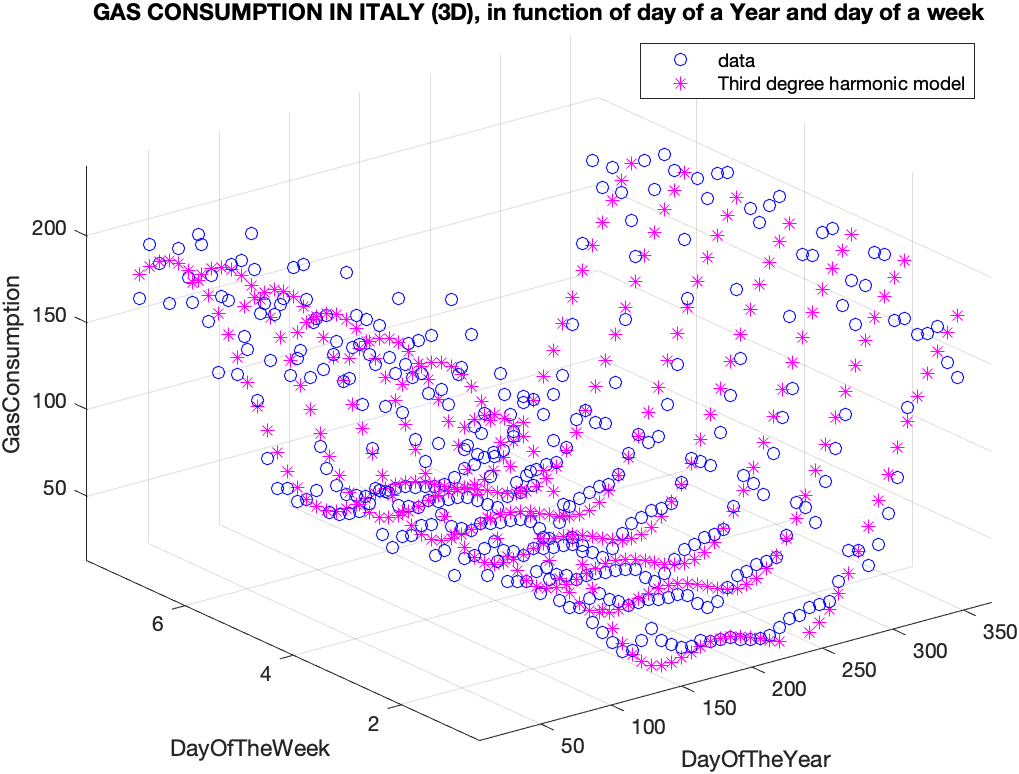 GAS CONSUMPTION IN ITALY (3D), in function of day of a Year and day of a week
data
Third degree harmonic model
200
150
100
50
GasConsumption
6
4
2
DayOfTheWeek
50
100
150
200
250
300
350
DayOfTheYear